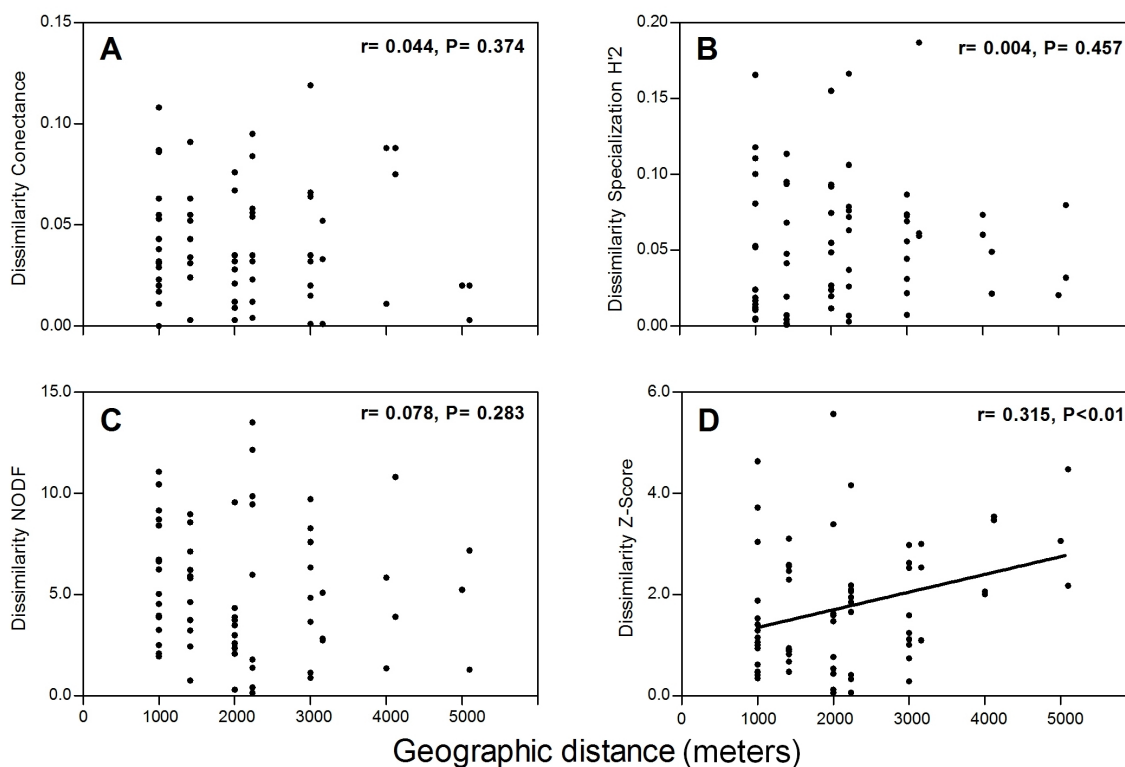 A
r= 0.044, P= 0.374
Dissimilarity Conectance
0.15
0.10
0.05
0.00
B
r= 0.004, P= 0.457
Dissimilarity Specialization H'2
0.20
0.15
0.10
0.05
0.00
C
r= 0.078, P= 0.283
Dissimilarity NODF
15.0
10.0
5.0
0.0
0 1000 2000 3000 4000 5000
D
r= 0.315, P<0.01
Dissimilarity Z-Score
6.0
4.0
2.0
0.0
0 1000 2000 3000 4000 5000
Geographic distance (meters)